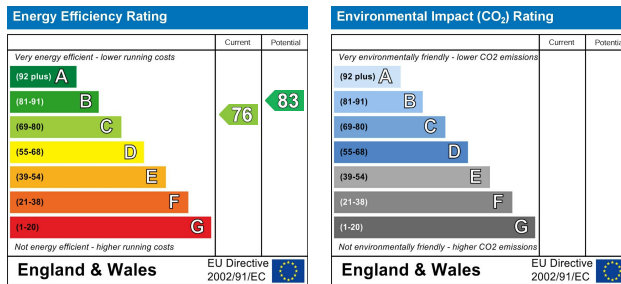 Energy Efficiency Rating
Current Potential
Very energy efficient - lower running costs
(92 plus) A
(81-91) B
(69-80) C
(55-68) D
(39-54) E
(21-38) F
(1-20) G
76
83
Not energy efficient - higher running costs
England & Wales
EU Directive
2002/91/EC
Environmental Impact (CO₂) Rating
Current Potential
Very environmentally friendly - lower CO2 emissions
(92 plus) A
(81-91) B
(69-80) C
(55-68) D
(39-54) E
(21-38) F
(1-20) G
Not environmentally friendly - higher CO2 emissions
England & Wales
EU Directive
2002/91/EC